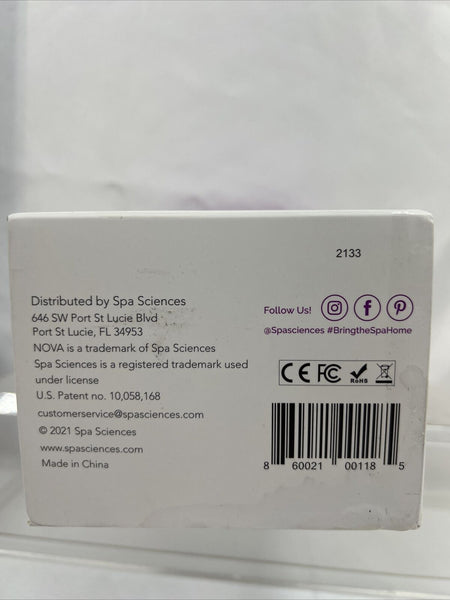 2133
Distributed by Spa Sciences
646 SW Port St Lucie Blvd
Port St Lucie, FL 34953
NOVA is a trademark of Spa Sciences
Spa Sciences is a registered trademark used
under license
U.S. Patent no. 10,058,168
customerservice@spasciences.com
© 2021 Spa Sciences
www.spasciences.com
Made in China
Follow Us!
@Spasciences #BringtheSpaHome
CE FC RoHS
8 60021 00118 5